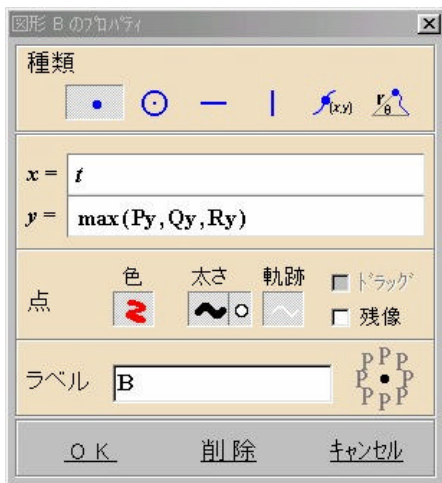 図形 B のプロパティ
種類
(x,y) r θ
x = t
y = max(Py,Qy,Ry)
色 太さ 軌跡 ドラッグ
点 残像
ラベル B
P P P
P P
P P P
O K 削除 キャンセル